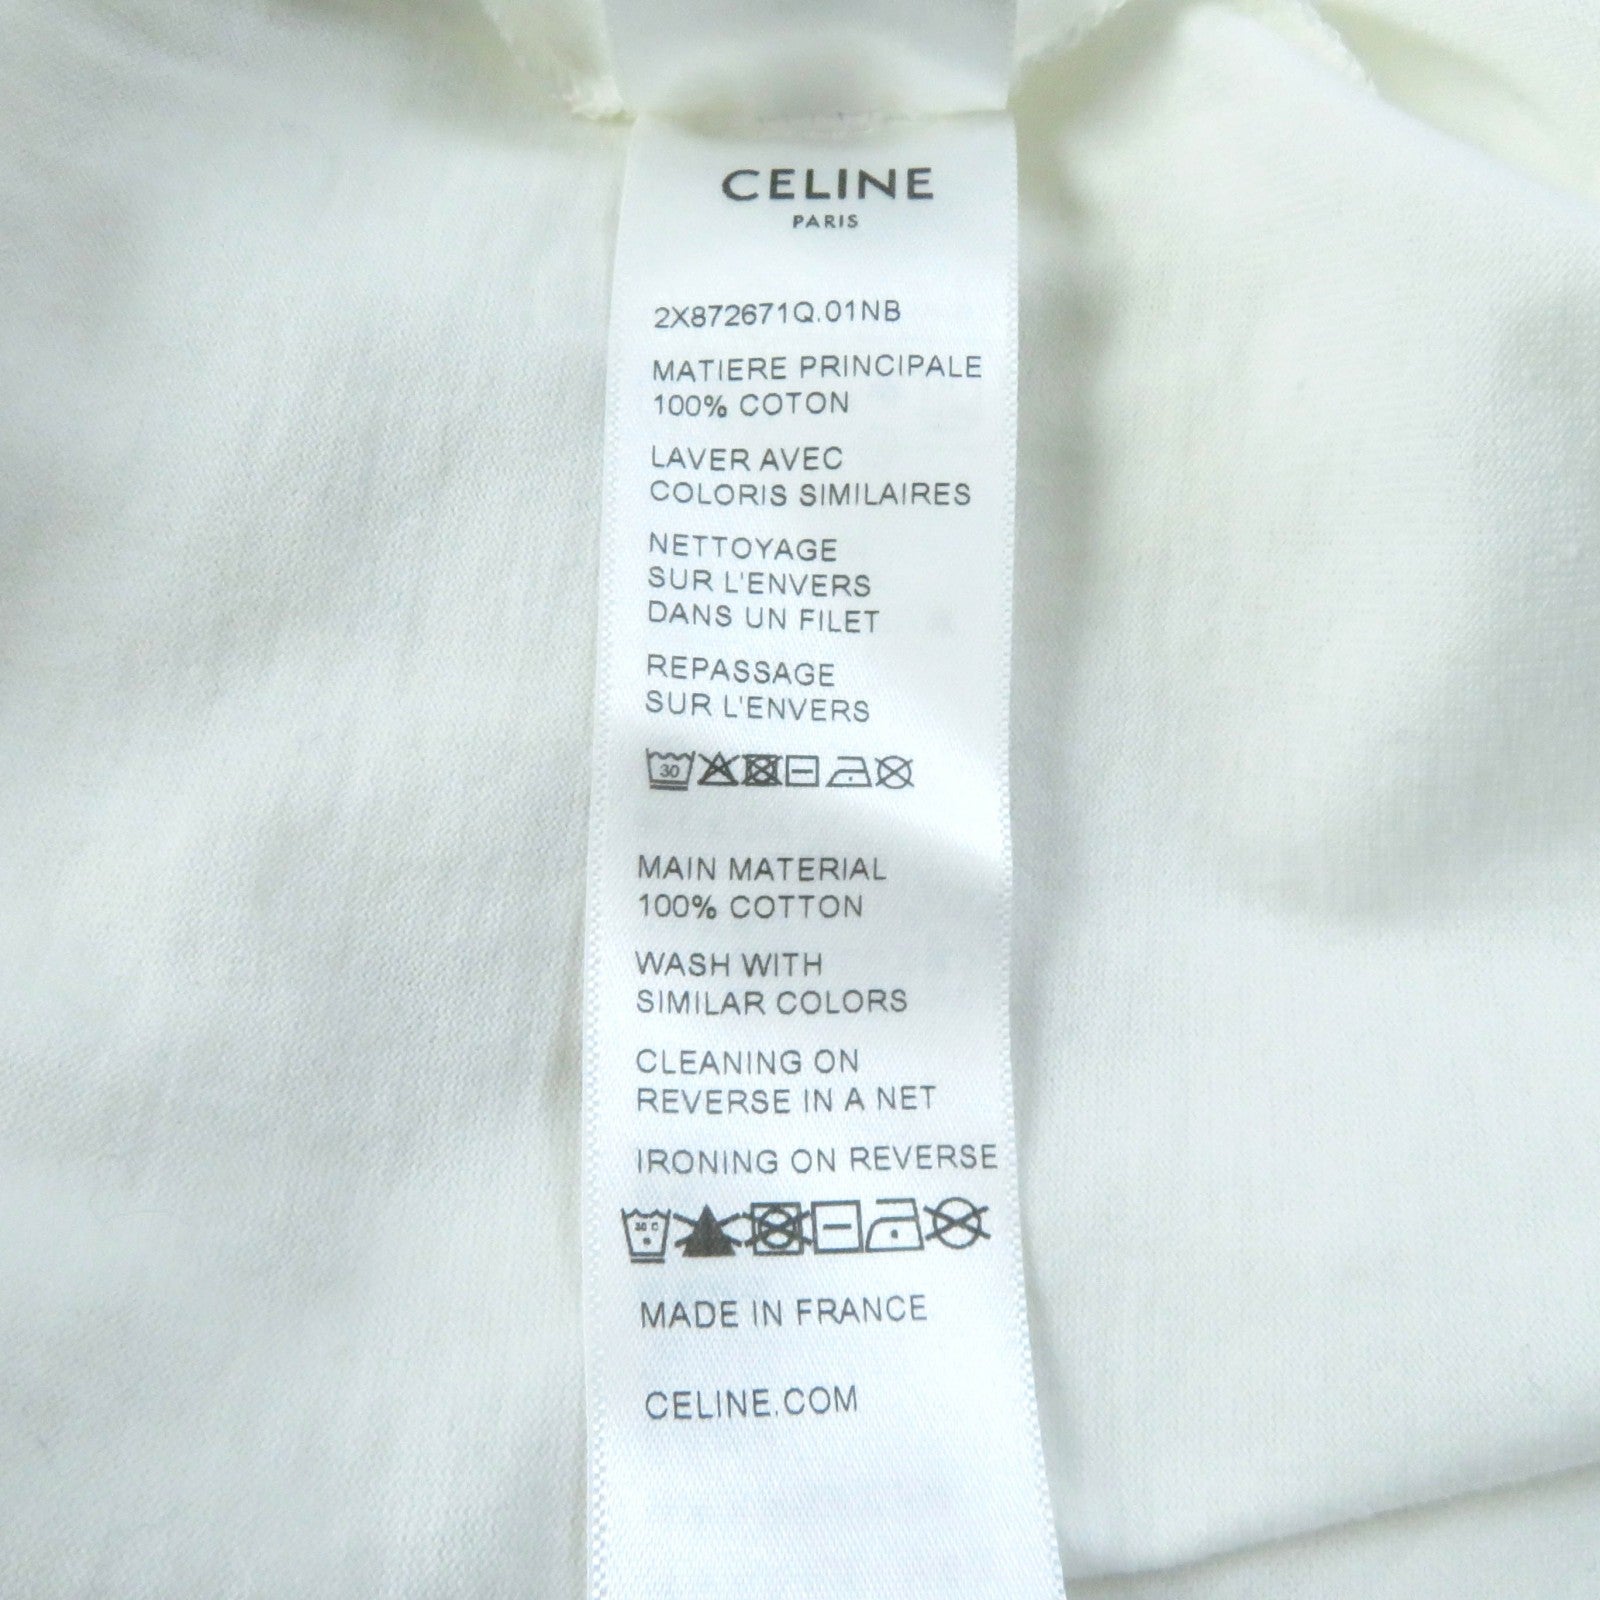 CELINE
PARIS
2X872671Q.01NB
MATIERE PRINCIPALE
100% COTON
LAVER AVEC
COLORIS SIMILAIRES
NETTOYAGE
SUR L'ENVERS
DANS UN FILET
REPASSAGE
SUR L'ENVERS
30
MAIN MATERIAL
100% COTTON
WASH WITH
SIMILAR COLORS
CLEANING ON
REVERSE IN A NET
IRONING ON REVERSE
30 C
MADE IN FRANCE
CELINE.COM